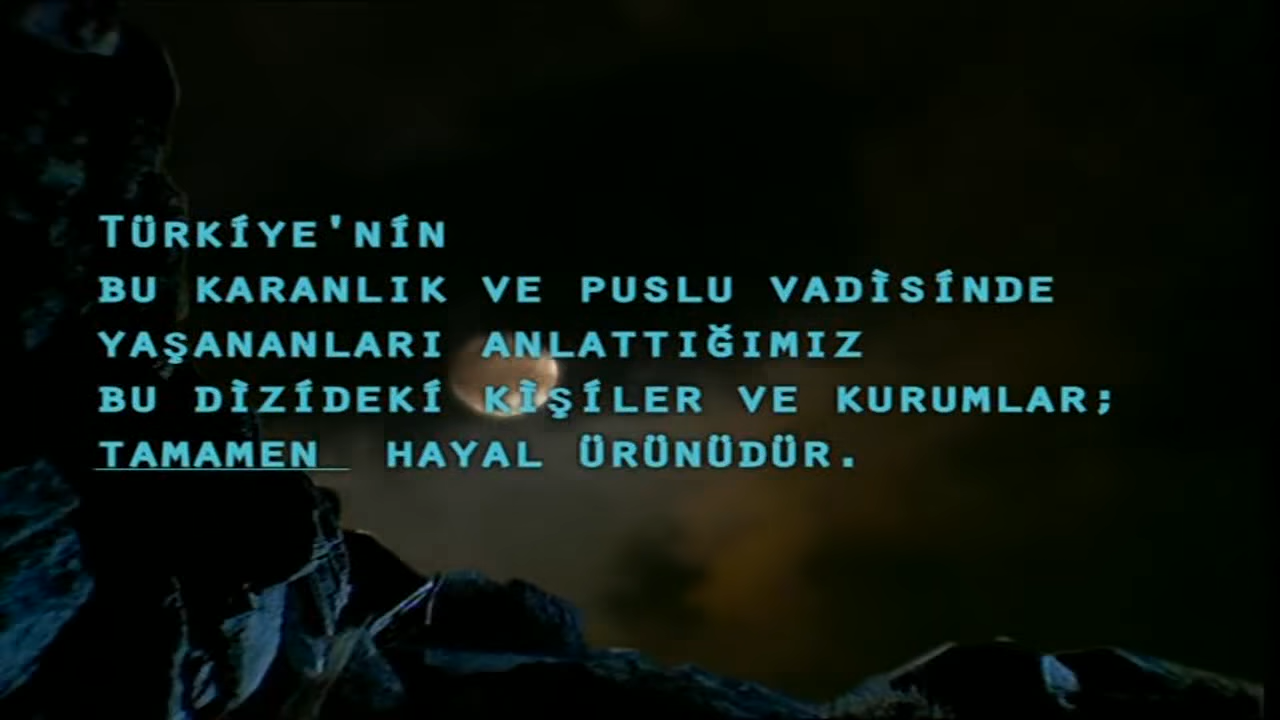 TÜRKİYE'NİN
BU KARANLIK VE PUSLU VADİSİNDE
YAŞANANLARI ANLATTIĞIMIZ
BU DİZİDEKİ KİŞİLER VE KURUMLAR;
TAMAMEN HAYAL ÜRÜNÜDÜR.